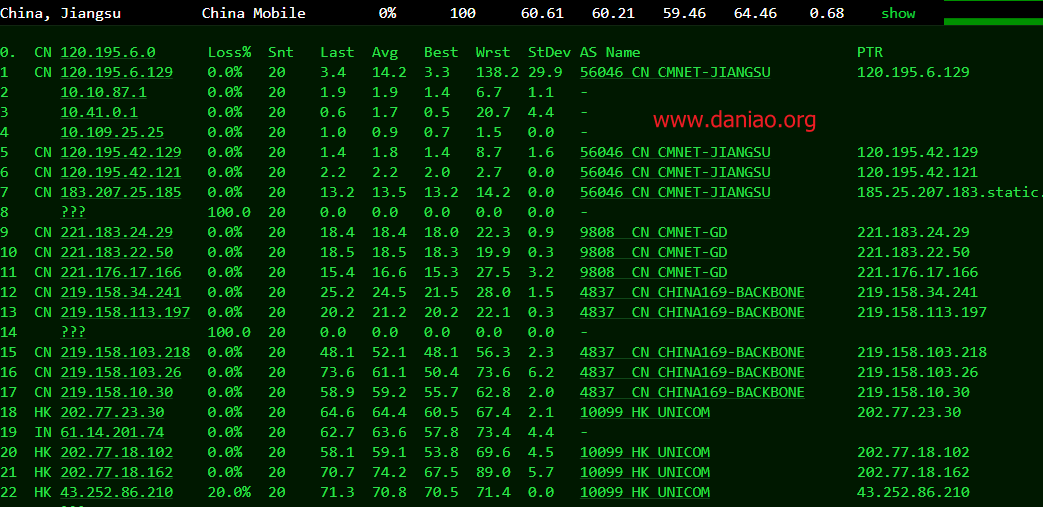 China, Jiangsu China Mobile 0% 100 60.61 60.21 59.46 64.46 0.68 show
0. CN 120.195.6.0 Loss% Snt Last Avg Best Wrst StDev AS Name PTR
1 CN 120.195.6.129 0.0% 20 3.4 14.2 3.3 138.2 29.9 56046 CN CMNET-JIANGSU 120.195.6.129
2 10.10.87.1 0.0% 20 1.9 1.9 1.4 6.7 1.1 -
3 10.41.0.1 0.0% 20 0.6 1.7 0.5 20.7 4.4 -
www.daniao.org
4 10.109.25.25 0.0% 20 1.0 0.9 0.7 1.5 0.0 -
5 CN 120.195.42.129 0.0% 20 1.4 1.8 1.4 8.7 1.6 56046 CN CMNET-JIANGSU 120.195.42.129
6 CN 120.195.42.121 0.0% 20 2.2 2.2 2.0 2.7 0.0 56046 CN CMNET-JIANGSU 120.195.42.121
7 CN 183.207.25.185 0.0% 20 13.2 13.5 13.2 14.2 0.0 56046 CN CMNET-JIANGSU 185.25.207.183.static.
8 ??? 100.0 20 0.0 0.0 0.0 0.0 0.0 -
9 CN 221.183.24.29 0.0% 20 18.4 18.4 18.0 22.3 0.9 9808 CN CMNET-GD 221.183.24.29
10 CN 221.183.22.50 0.0% 20 18.5 18.5 18.3 19.9 0.3 9808 CN CMNET-GD 221.183.22.50
11 CN 221.176.17.166 0.0% 20 15.4 16.6 15.3 27.5 3.2 9808 CN CMNET-GD 221.176.17.166
12 CN 219.158.34.241 0.0% 20 25.2 24.5 21.5 28.0 1.5 4837 CN CHINA169-BACKBONE 219.158.34.241
13 CN 219.158.113.197 0.0% 20 20.2 21.2 20.2 22.1 0.3 4837 CN CHINA169-BACKBONE 219.158.113.197
14 ??? 100.0 20 0.0 0.0 0.0 0.0 0.0 -
15 CN 219.158.103.218 0.0% 20 48.1 52.1 48.1 56.3 2.3 4837 CN CHINA169-BACKBONE 219.158.103.218
16 CN 219.158.103.26 0.0% 20 73.6 61.1 50.4 73.6 6.2 4837 CN CHINA169-BACKBONE 219.158.103.26
17 CN 219.158.10.30 0.0% 20 58.9 59.2 55.7 62.8 2.0 4837 CN CHINA169-BACKBONE 219.158.10.30
18 HK 202.77.23.30 0.0% 20 64.6 64.4 60.5 67.4 2.1 10099 HK UNICOM 202.77.23.30
19 IN 61.14.201.74 0.0% 20 62.7 63.6 57.8 73.4 4.4 -
20 HK 202.77.18.102 0.0% 20 58.1 59.1 53.8 69.6 4.5 10099 HK UNICOM 202.77.18.102
21 HK 202.77.18.162 0.0% 20 70.7 74.2 67.5 89.0 5.7 10099 HK UNICOM 202.77.18.162
22 HK 43.252.86.210 20.0% 20 71.3 70.8 70.5 71.4 0.0 10099 HK UNICOM 43.252.86.210